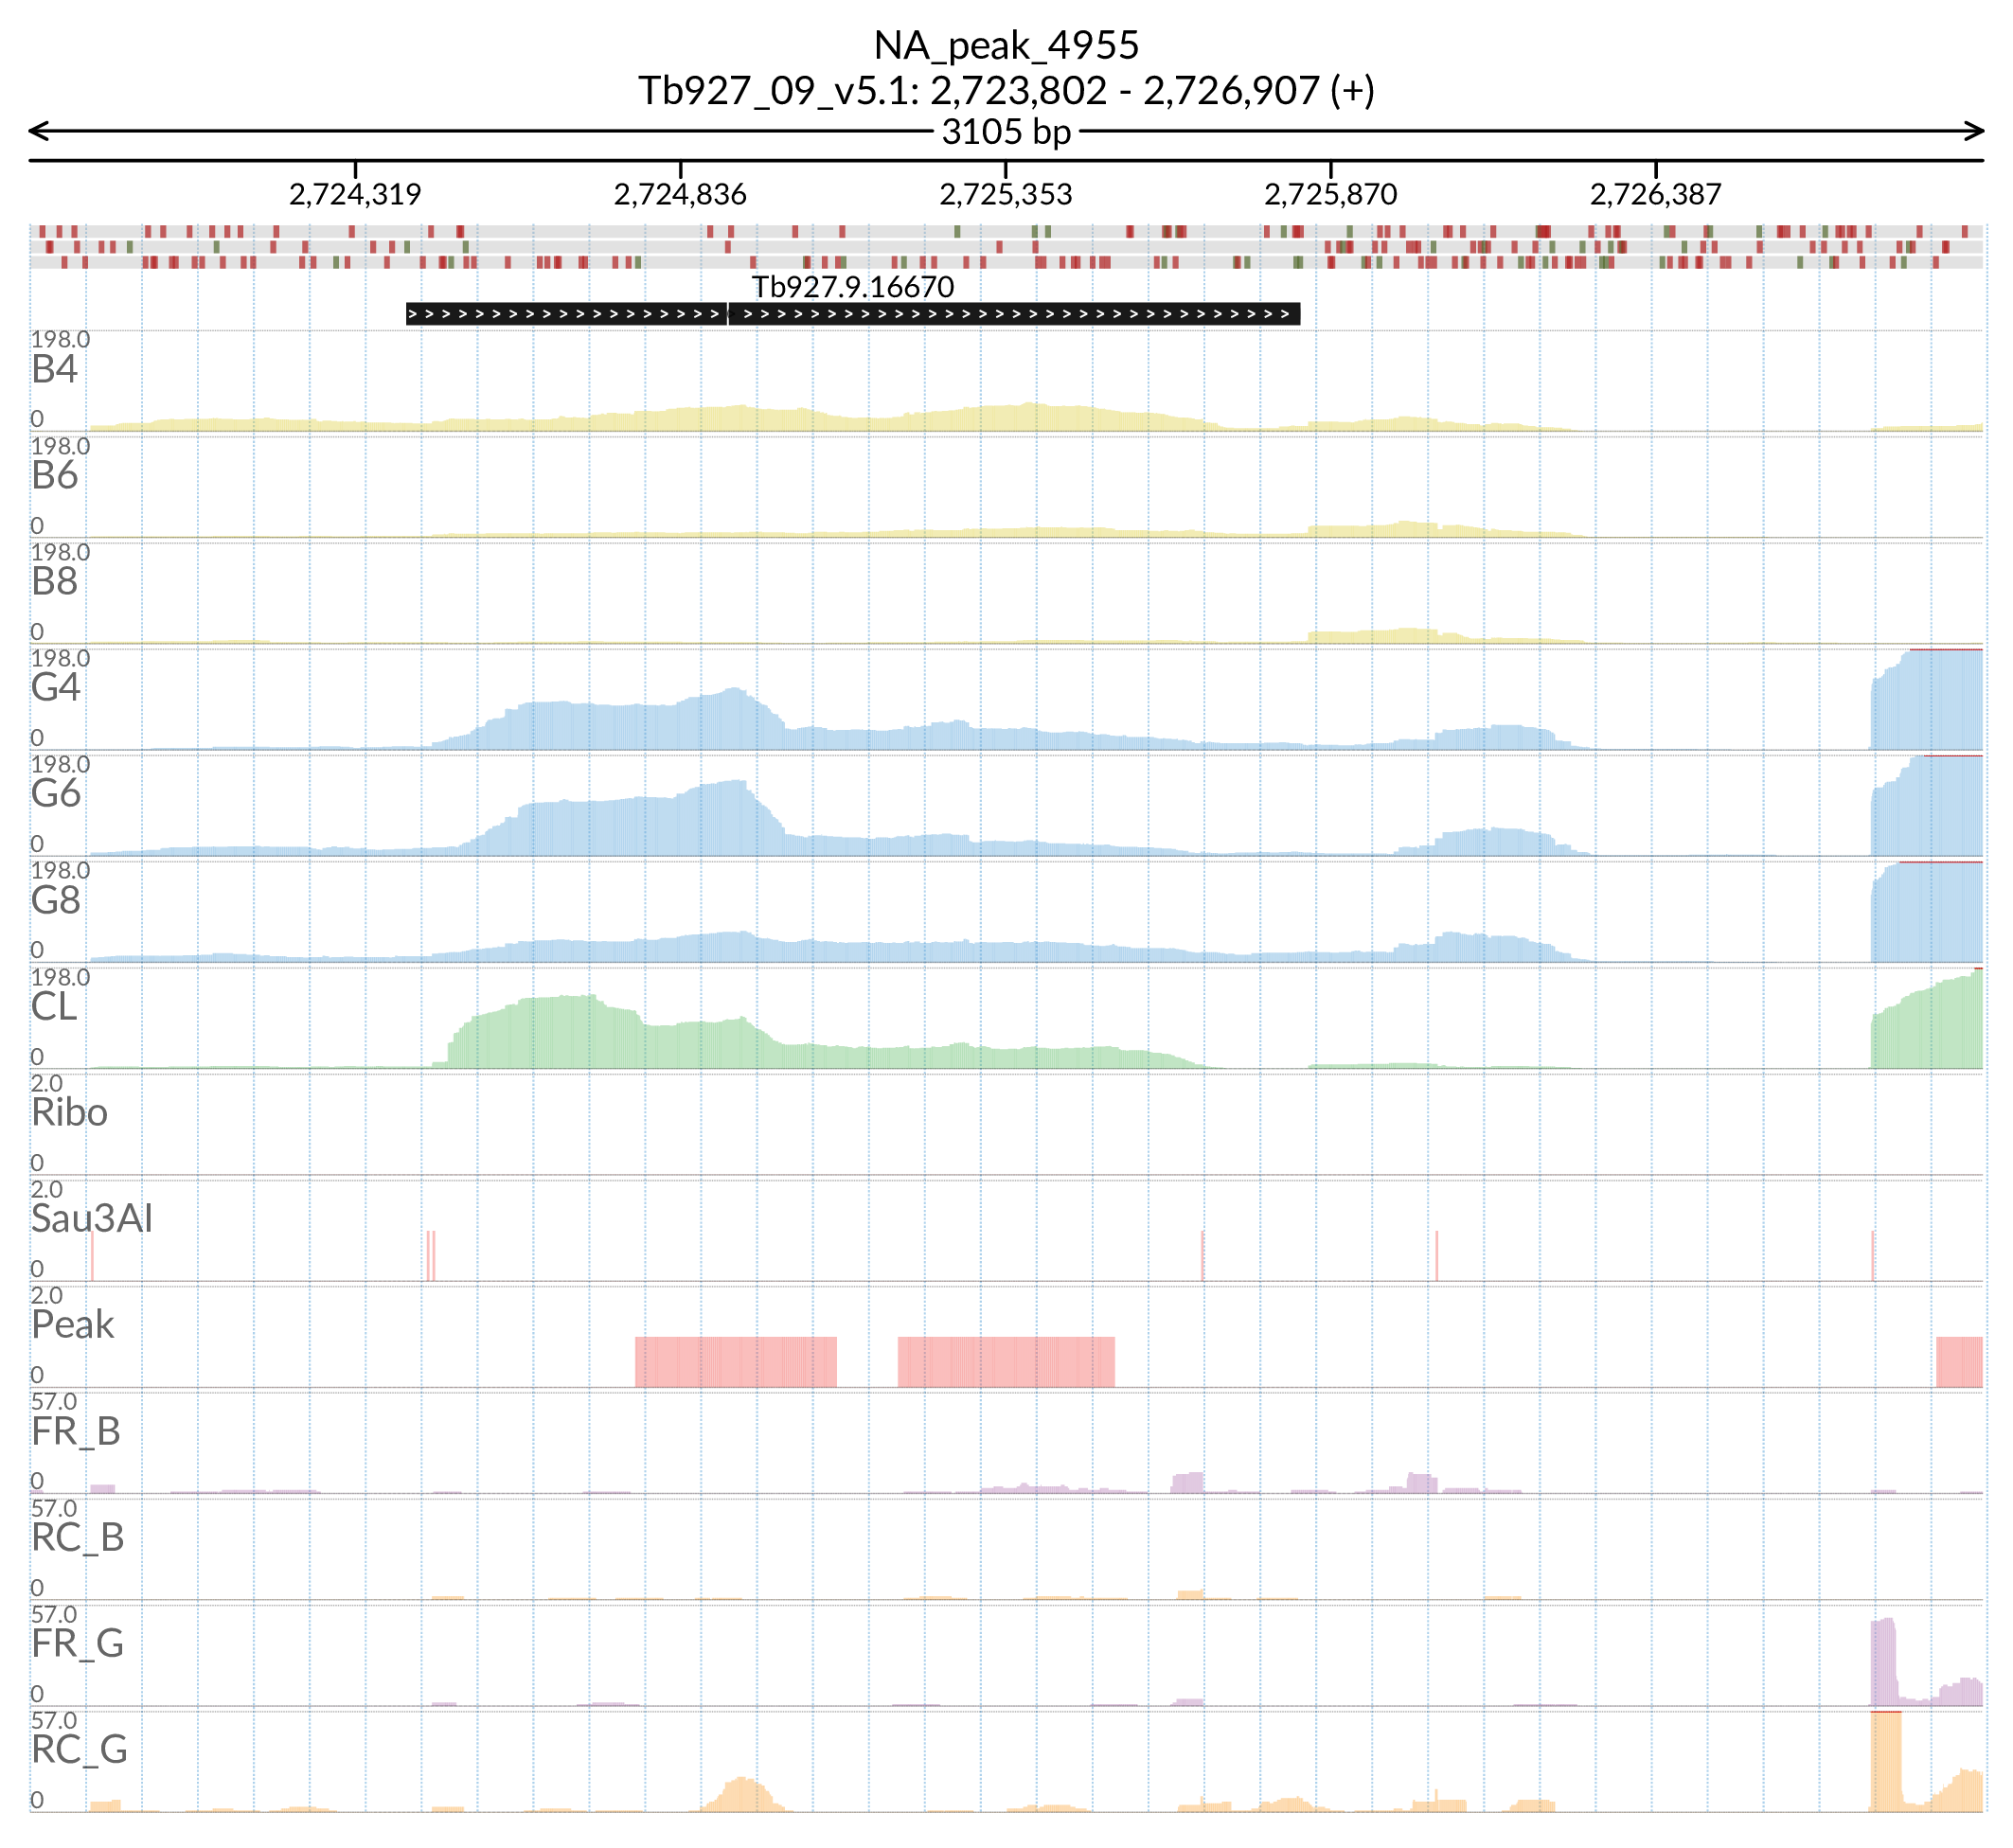 NA_peak_4955
Tb927_09_v5.1: 2,723,802 - 2,726,907 (+)
3105 bp
2,724,319 2,724,836 2,725,353 2,725,870 2,726,387
Tb927.9.16670
198.0
B4
0
198.0
B6
0
198.0
B8
0
198.0
G4
0
198.0
G6
0
198.0
G8
0
198.0
CL
0
2.0
Ribo
0
2.0
Sau3AI
0
2.0
Peak
0
57.0
FR_B
0
57.0
RC_B
0
57.0
FR_G
0
57.0
RC_G
0